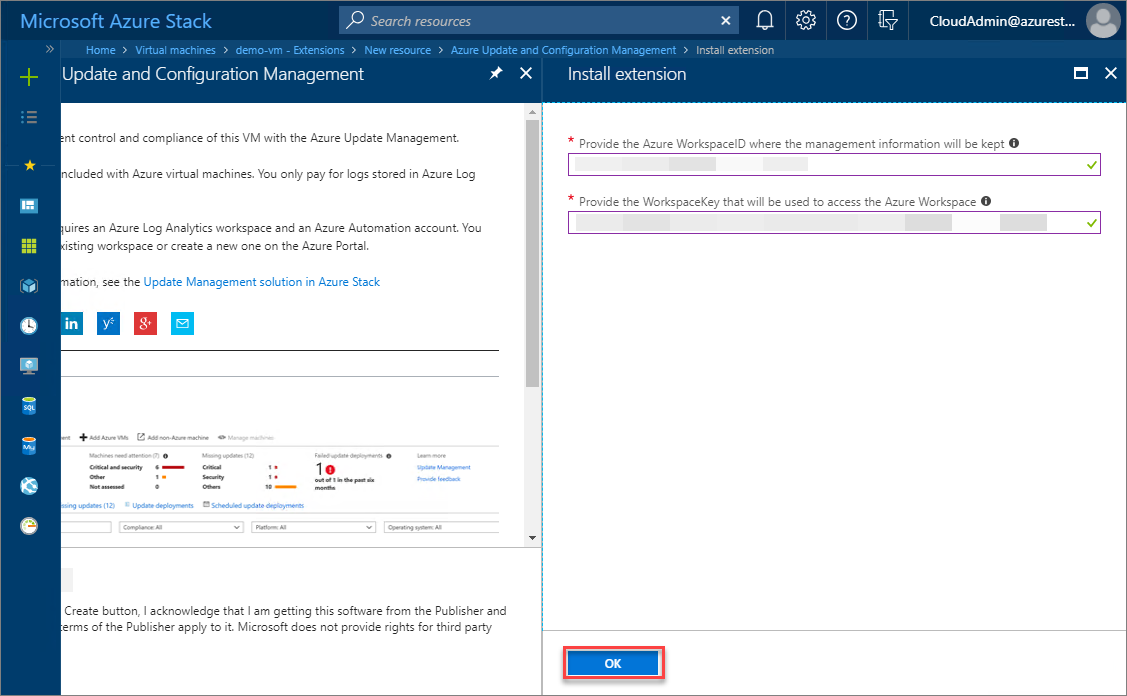 Microsoft Azure Stack
Search resources
CloudAdmin@azurest...
Home > Virtual machines > demo-vm - Extensions > New resource > Azure Update and Configuration Management > Install extension
Update and Configuration Management
ent control and compliance of this VM with the Azure Update Management.
included with Azure virtual machines. You only pay for logs stored in Azure Log
quires an Azure Log Analytics workspace and an Azure Automation account. You
xisting workspace or create a new one on the Azure Portal.
mation, see the Update Management solution in Azure Stack
in
g+
ent Add Azure VMs Add non-Azure machine Manage machines
Machines need attention (7) Missing updates (12) Failed update deployments Learn more
Critical and security 6 Critical 1 1 Update Management
Other 1 Security 1 out of 1 in the past six Provide feedback
Not assessed 0 Others 10 months
issing updates (12) Update deployments Scheduled update deployments
Compliance: All Platform: All Operating system: All
Create button, I acknowledge that I am getting this software from the Publisher and
terms of the Publisher apply to it. Microsoft does not provide rights for third party
Install extension
* Provide the Azure WorkspaceID where the management information will be kept
* Provide the WorkspaceKey that will be used to access the Azure Workspace
OK
SQL
My